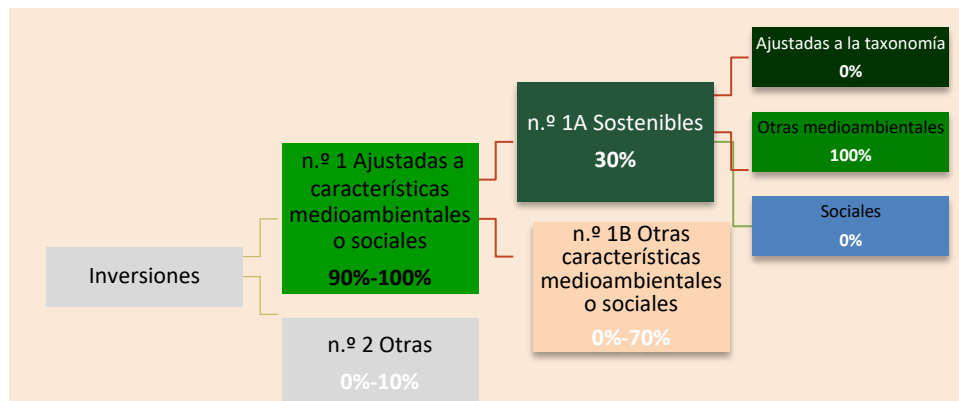 Inversiones
n.º 1 Ajustadas a
características
medioambientales
o sociales
90%-100%
n.º 2 Otras
0%-10%
n.º 1A Sostenibles
30%
n.º 1B Otras
características
medioambientales
o sociales
0%-70%
Ajustadas a la taxonomía
0%
Otras medioambientales
100%
Sociales
0%